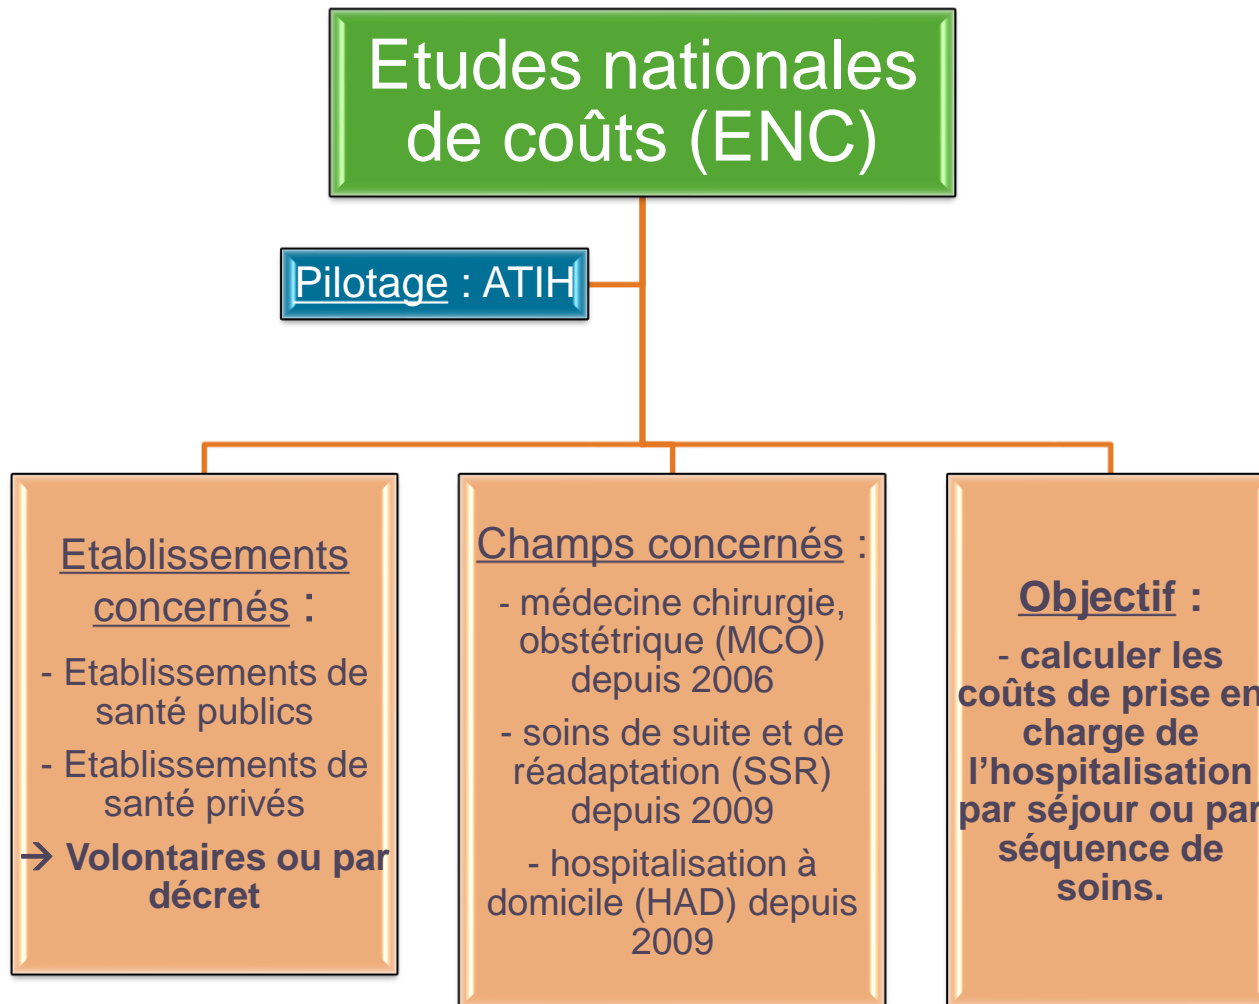 Etudes nationales
de coûts (ENC)
Pilotage : ATIH
Etablissements
concernés :
- Etablissements de
santé publics
- Etablissements de
santé privés
→ Volontaires ou par
décret
Champs concernés :
- médecine chirurgie,
obstétrique (MCO)
depuis 2006
- soins de suite et de
réadaptation (SSR)
depuis 2009
- hospitalisation à
domicile (HAD) depuis
2009
Objectif :
- calculer les
coûts de prise en
charge de
l’hospitalisation
par séjour ou par
séquence de
soins.